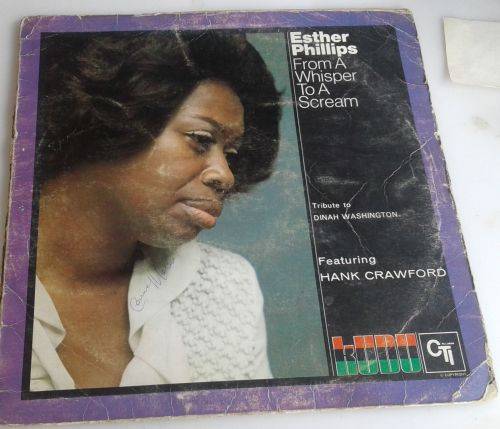 Esther
Phillips
From A
Whisper
To A
Scream
Tribute to
DINAH WASHINGTON
Featuring
HANK CRAWFORD
KUDU
CTI